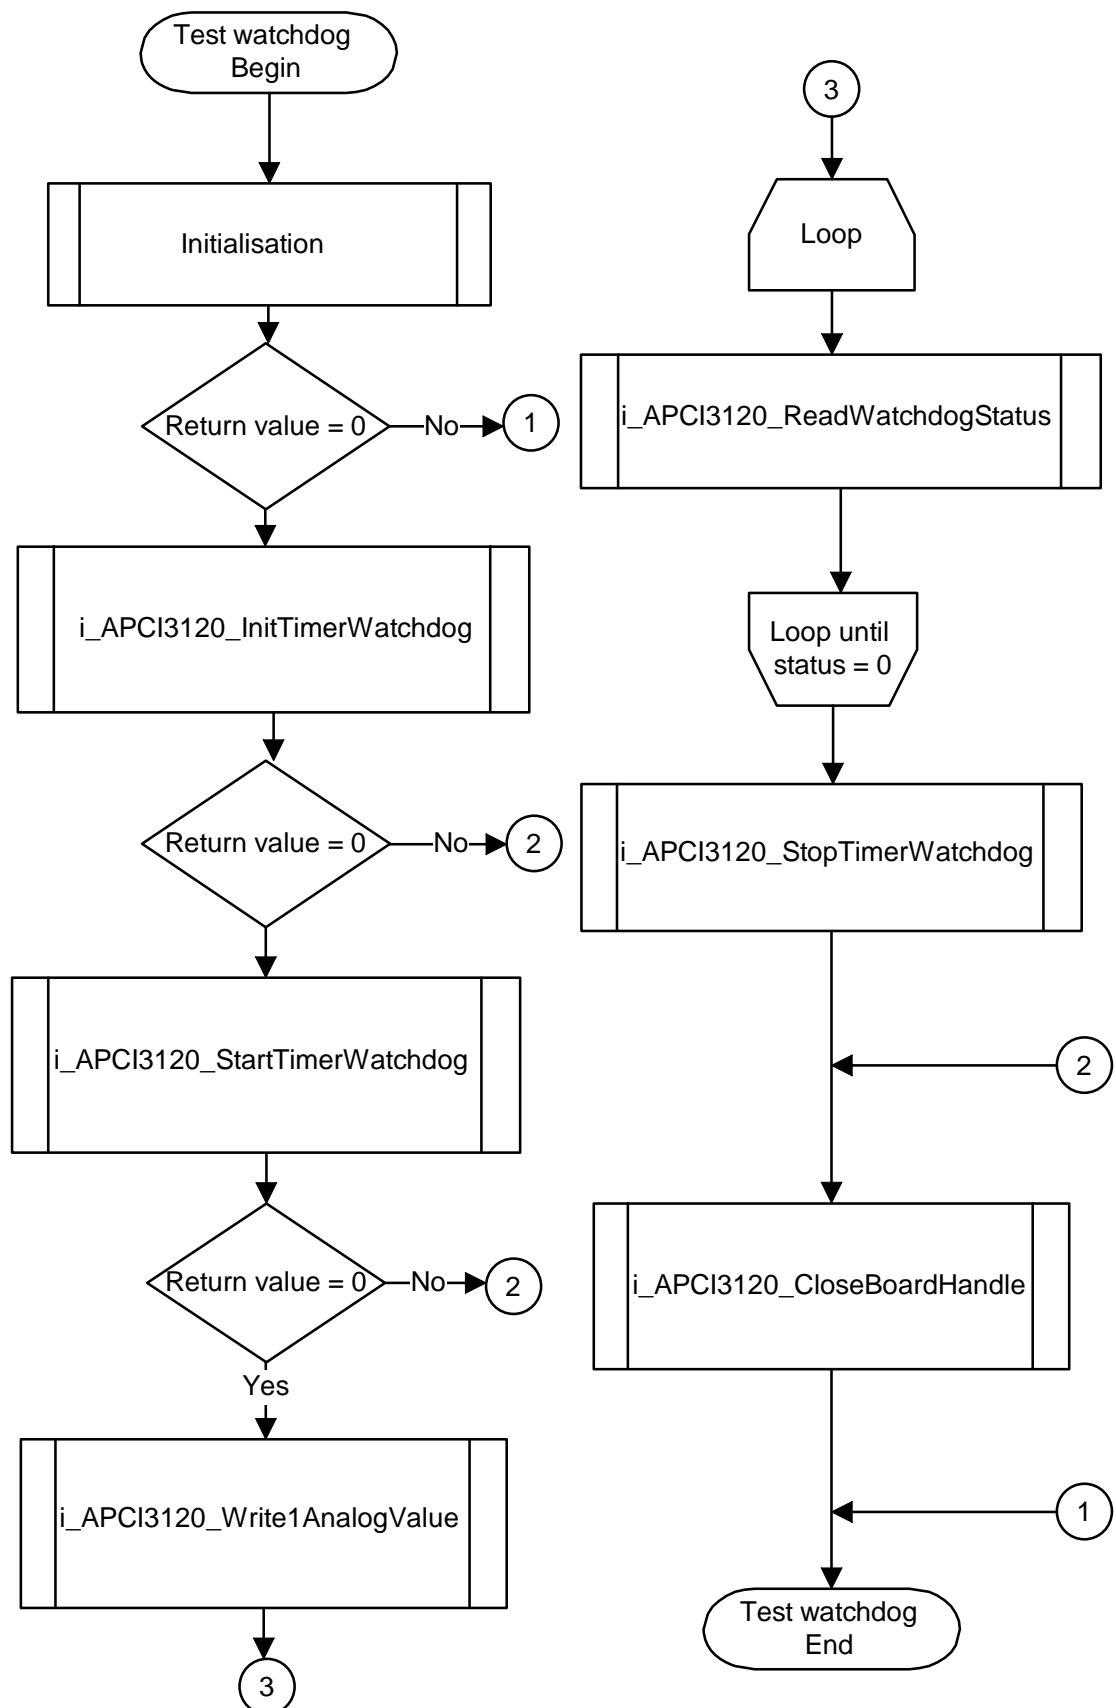 Test watchdog
Begin
Initialisation
Return value = 0
No
1
i_APCI3120_InitTimerWatchdog
Return value = 0
No
2
i_APCI3120_StartTimerWatchdog
Return value = 0
No
2
Yes
i_APCI3120_Write1AnalogValue
3
3
Loop
i_APCI3120_ReadWatchdogStatus
Loop until
status = 0
i_APCI3120_StopTimerWatchdog
2
i_APCI3120_CloseBoardHandle
1
Test watchdog
End